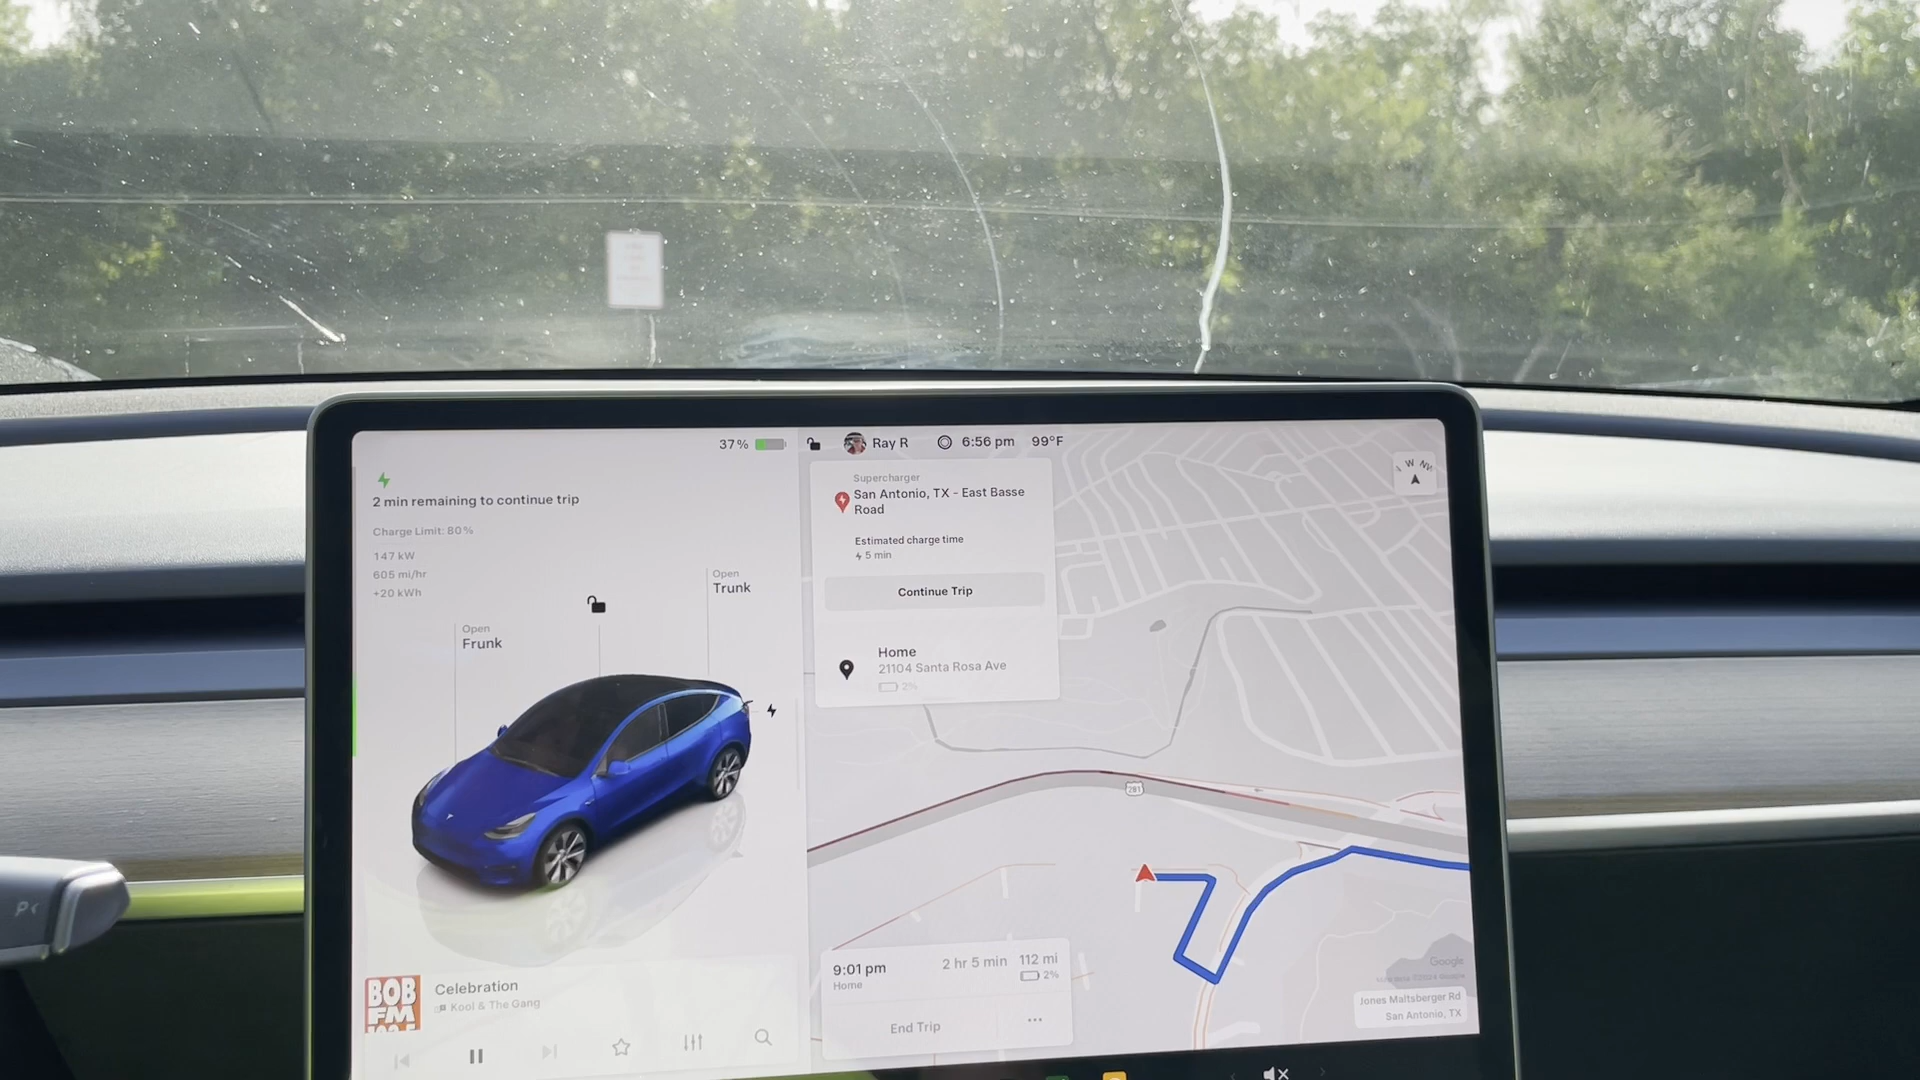 37%
Ray R
6:56 pm
99°F
2 min remaining to continue trip
Charge Limit: 80%
147 kW
605 mi/hr
+20 kWh
Open
Trunk
Open
Frunk
Supercharger
San Antonio, TX - East Basse
Road
Estimated charge time
5 min
Continue Trip
Home
21104 Santa Rosa Ave
2%
W NW
281
9:01 pm
Home
2 hr 5 min
112 mi
2%
End Trip
...
Google
Jones Maltsberger Rd
San Antonio, TX
BOB
FM
Celebration
Kool & The Gang
P